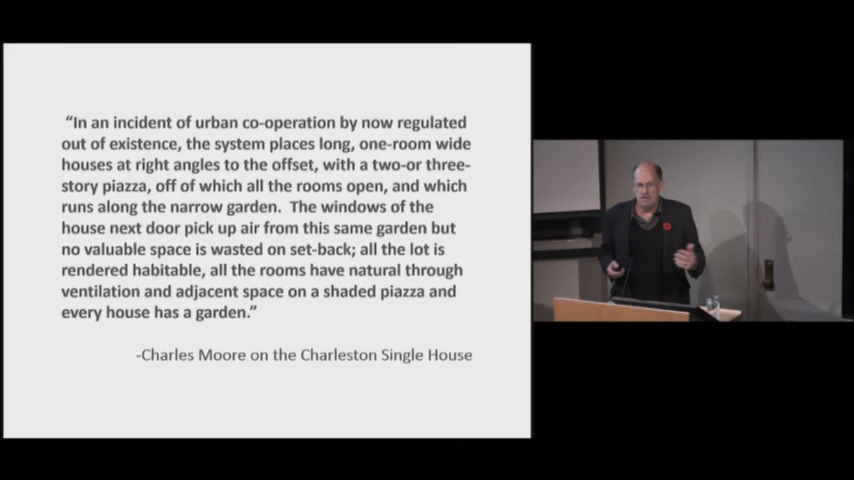 “In an incident of urban co-operation by now regulated
out of existence, the system places long, one-room wide
houses at right angles to the offset, with a two-or three-
story piazza, off of which all the rooms open, and which
runs along the narrow garden.  The windows of the
house next door pick up air from this same garden but
no valuable space is wasted on set-back; all the lot is
rendered habitable, all the rooms have natural through
ventilation and adjacent space on a shaded piazza and
every house has a garden.”
-Charles Moore on the Charleston Single House